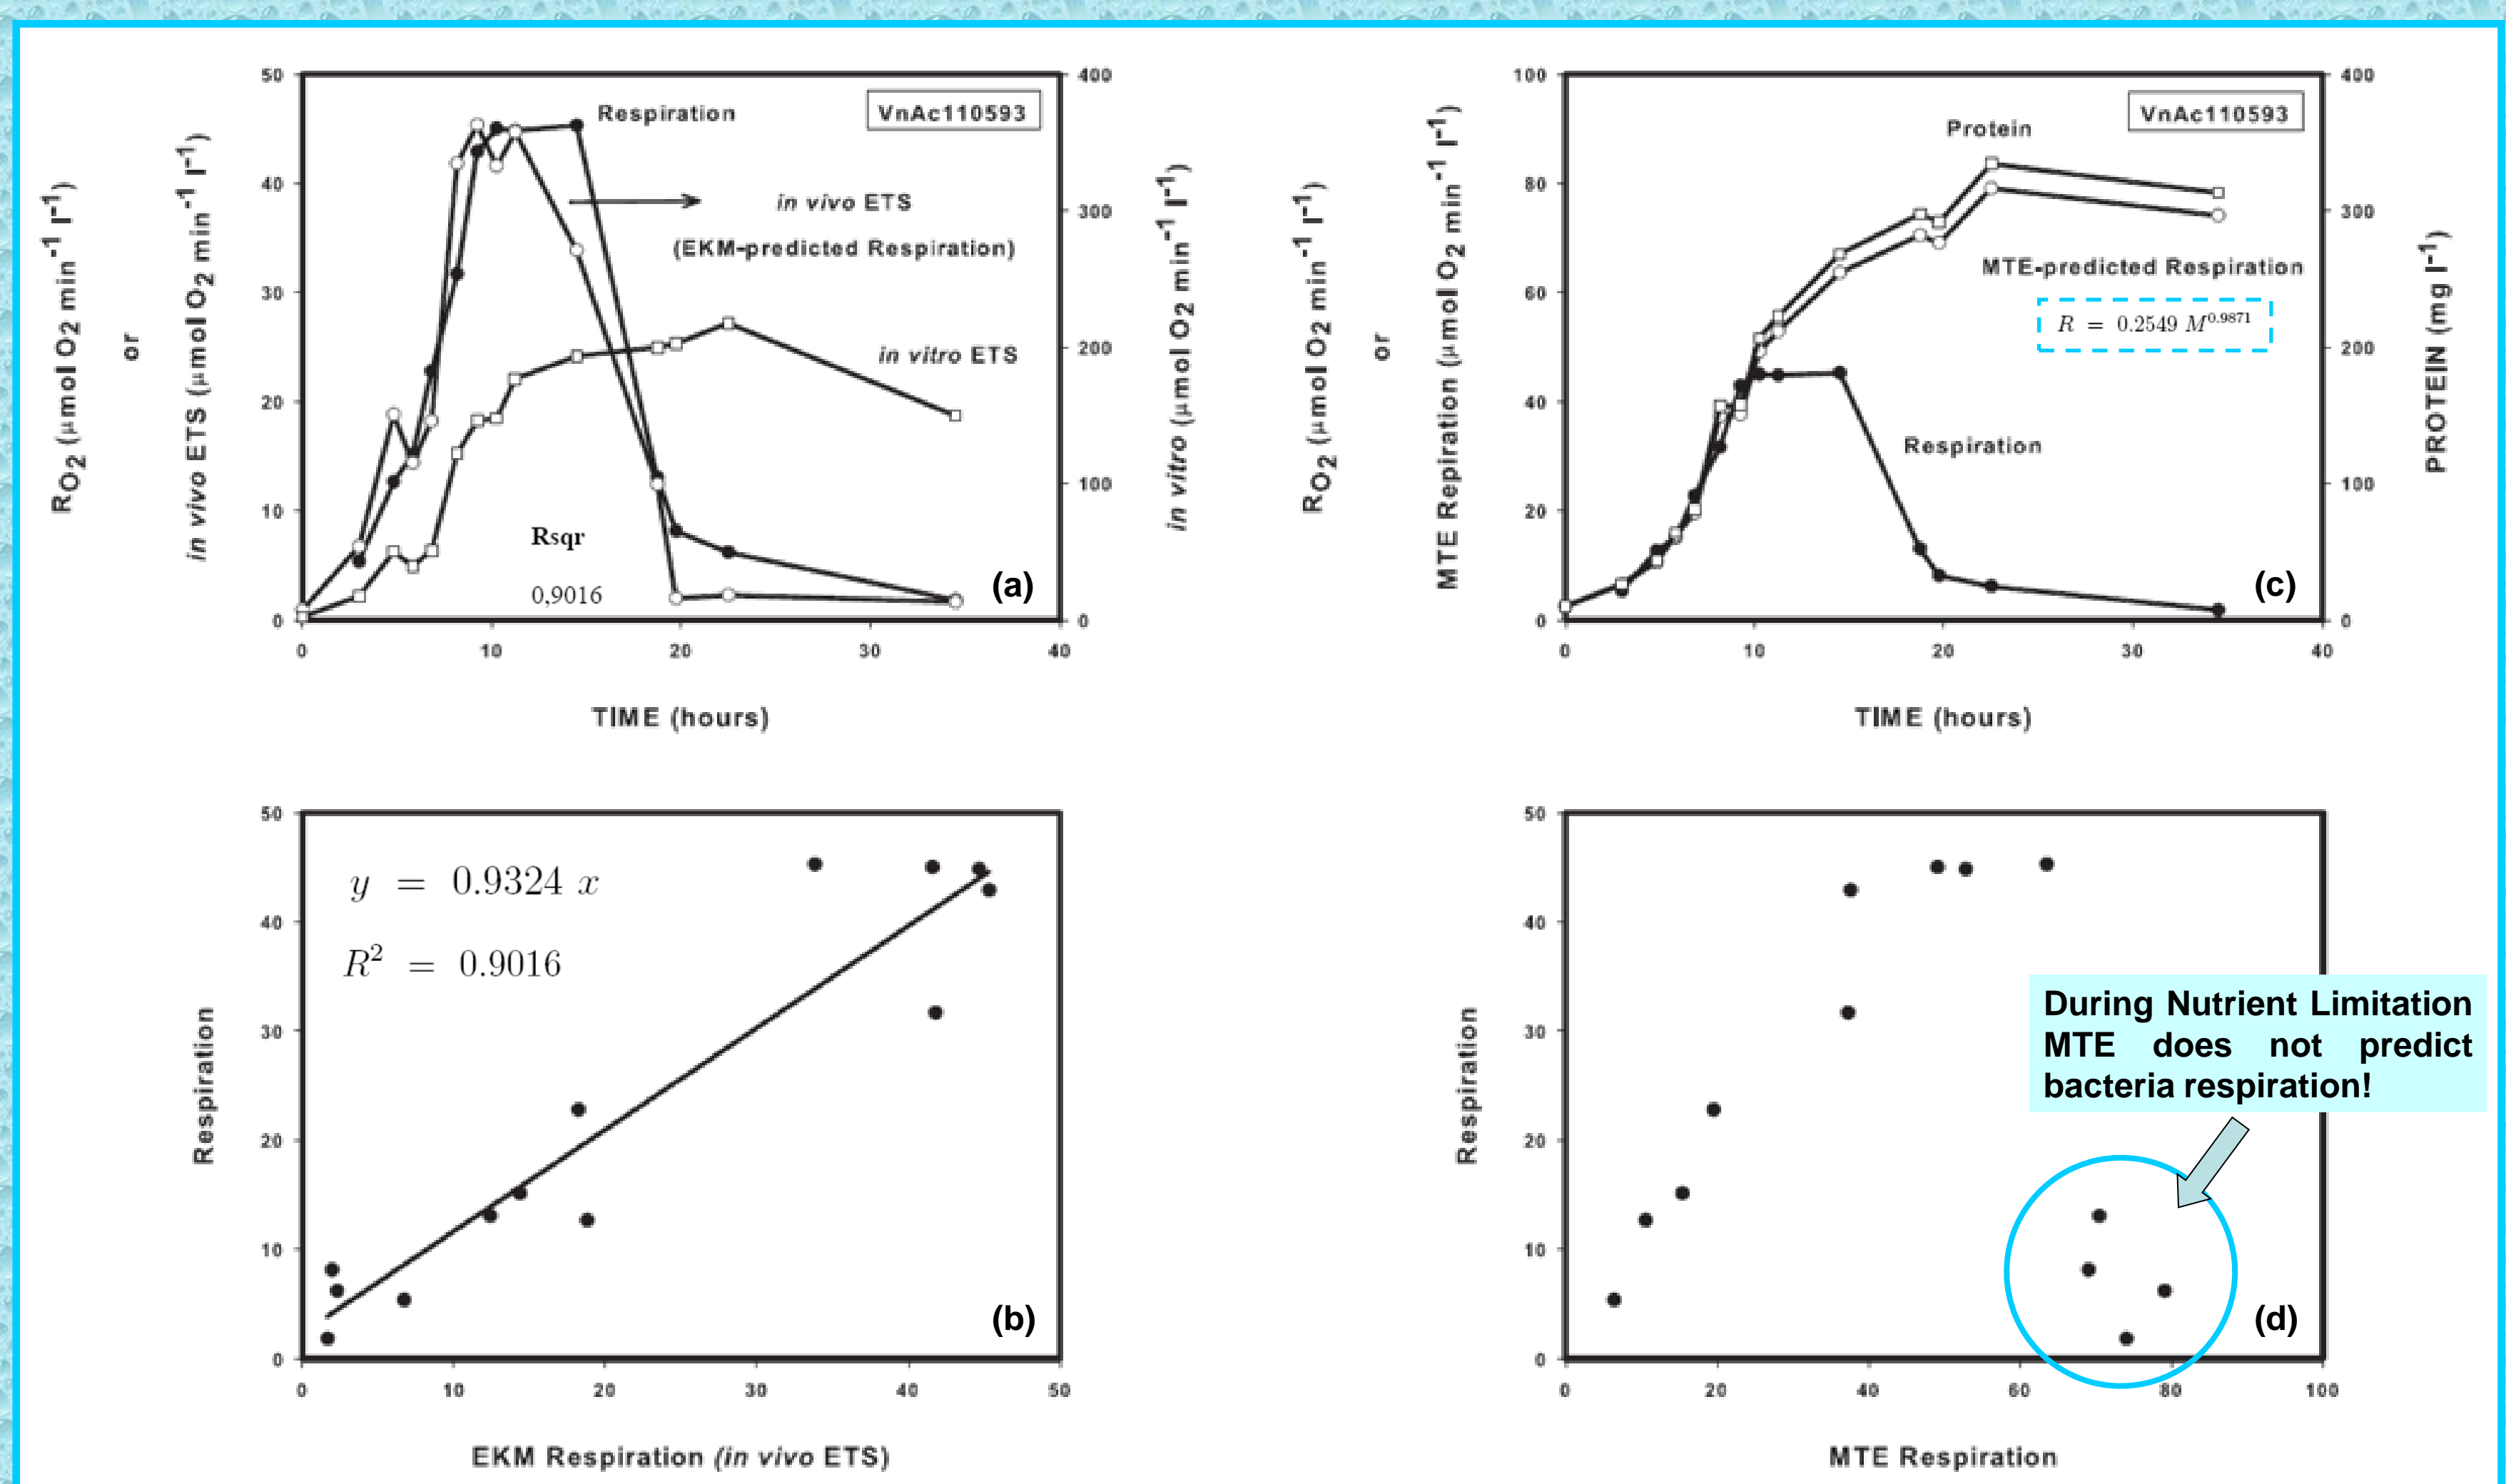 50
40
30
20
10
0
400
300
200
100
0
0
10
20
30
40
Respiration
VnAc110593
in vivo ETS
(EKM-predicted Respiration)
in vitro ETS
Rsqr
0,9016
(a)
RO2 (µmol O2 min-1 l-1)
or
in vivo ETS (µmol O2 min-1 l-1)
in vitro (µmol O2 min-1 l-1)
TIME (hours)
100
80
60
40
20
0
400
300
200
100
0
0
10
20
30
40
VnAc110593
Protein
MTE-predicted Respiration
R = 0.2549 M^0.9871
Respiration
(c)
RO2 (µmol O2 min-1 l-1)
or
MTE Repiration (µmol O2 min-1 l-1)
PROTEIN (mg l-1)
TIME (hours)
50
40
30
20
10
0
0
10
20
30
40
50
y = 0.9324 x
R² = 0.9016
(b)
Respiration
EKM Respiration (in vivo ETS)
50
40
30
20
10
0
0
20
40
60
80
100
During Nutrient Limitation
MTE does not predict
bacteria respiration!
(d)
Respiration
MTE Respiration